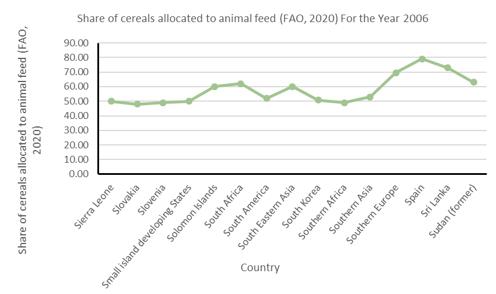 Share of cereals allocated to animal feed (FAO, 2020) For the Year 2006
Share of cereals allocated to animal feed (FAO,
2020)
90.00
80.00
70.00
60.00
50.00
40.00
30.00
20.00
10.00
0.00
Sierra Leone
Slovakia
Slovenia
Small island developing States
Solomon Islands
South Africa
South America
South Eastern Asia
South Korea
Southern Africa
Southern Asia
Southern Europe
Spain
Sri Lanka
Sudan (former)
Country